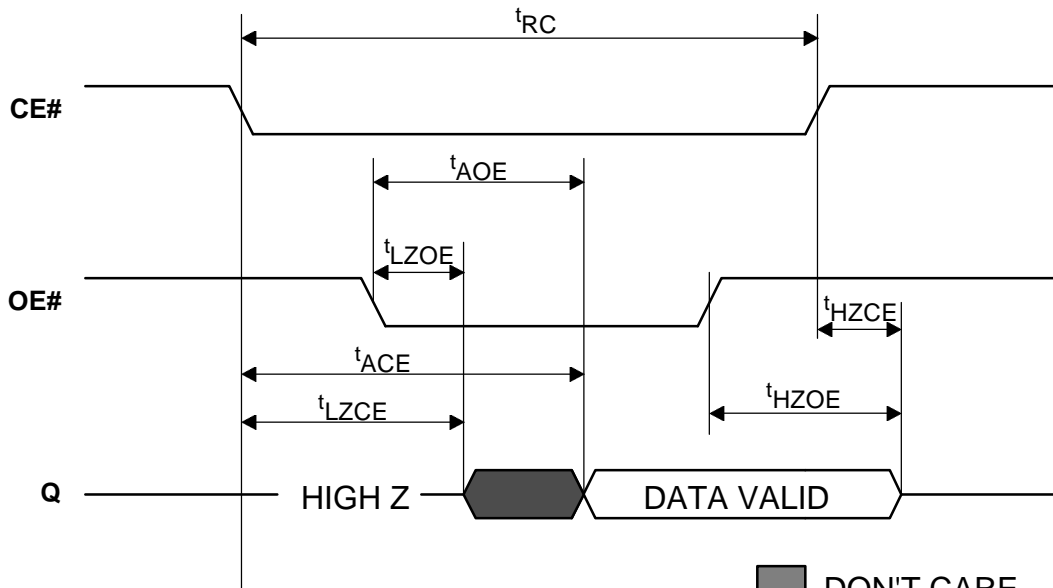 tRC
CE#
tAOE
tLZOE
OE#
tHZCE
tACE
tHZOE
tLZCE
Q HIGH Z DATA VALID
DON'T CARE